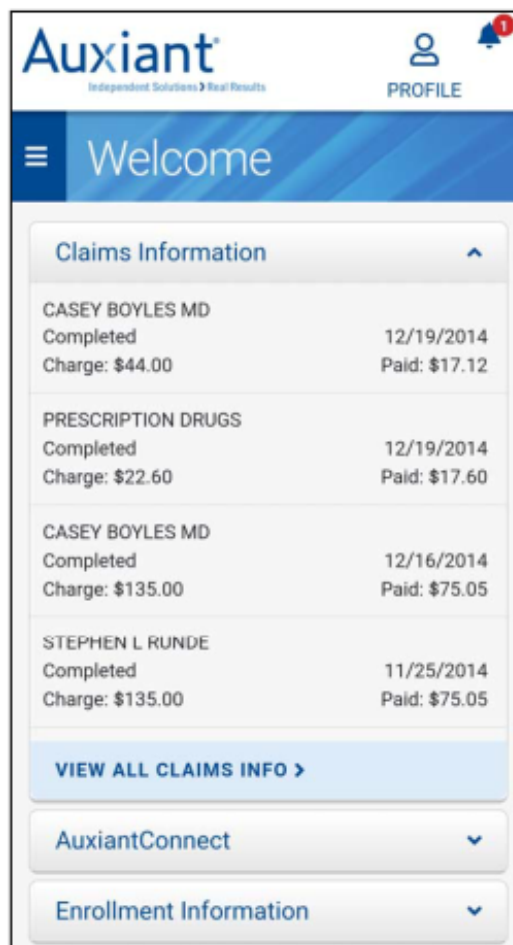 Auxiant
Independent Solutions Real Results
1
PROFILE
Welcome
Claims Information
CASEY BOYLES MD
Completed 12/19/2014
Charge: $44.00 Paid: $17.12
PRESCRIPTION DRUGS
Completed 12/19/2014
Charge: $22.60 Paid: $17.60
CASEY BOYLES MD
Completed 12/16/2014
Charge: $135.00 Paid: $75.05
STEPHEN L RUNDE
Completed 11/25/2014
Charge: $135.00 Paid: $75.05
VIEW ALL CLAIMS INFO >
AuxiantConnect
Enrollment Information